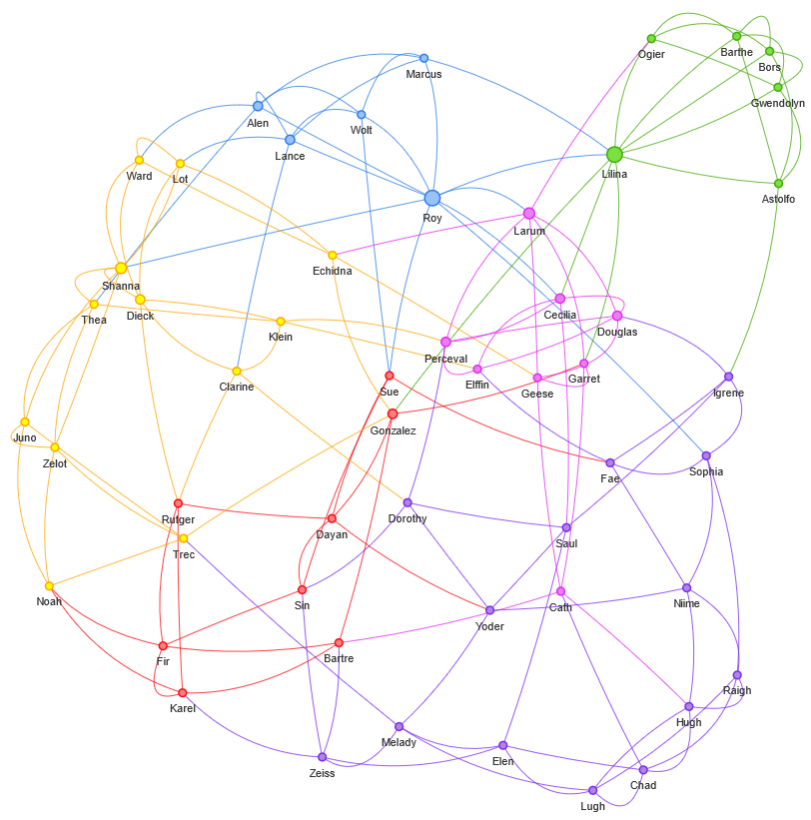 Ogier
Barthe
Bors
Marcus
Gwendolyn
Alen
Wolt
Lance
Ward
Lot
Lilina
Astolfo
Roy
Larum
Echidna
Shanna
Thea
Dieck
Cecilia
Douglas
Klein
Perceval
Elffin
Garret
Geese
Clarine
Sue
Igrene
Gonzalez
Juno
Zelot
Fae
Sophia
Rutger
Dayan
Dorothy
Trec
Saul
Noah
Sin
Yoder
Cath
Niime
Fir
Bartre
Raigh
Karel
Hugh
Melady
Zeiss
Elen
Chad
Lugh